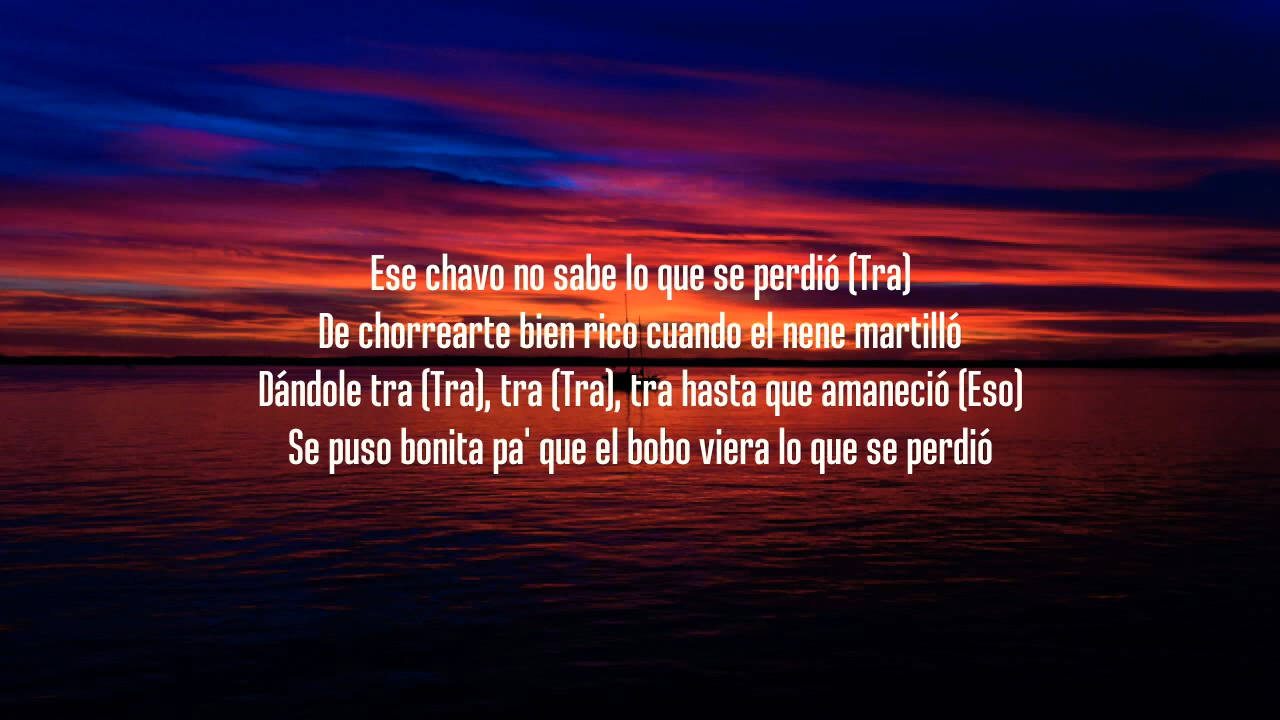 Ese chavo no sabe lo que se perdió (Tra)
De chorrearte bien rico cuando el nene martilló
Dándole tra (Tra), tra (Tra), tra hasta que amaneció (Eso)
Se puso bonita pa' que el bobo viera lo que se perdió